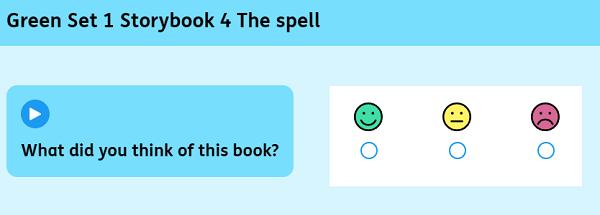 Green Set 1 Storybook 4 The spell
What did you think of this book?